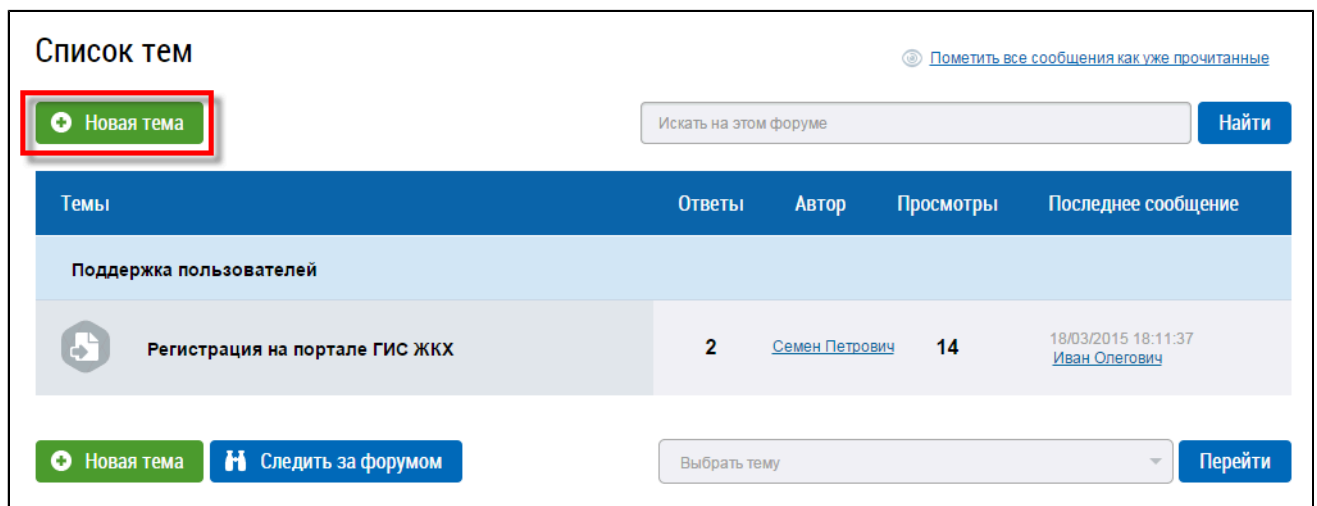 Список тем
Пометить все сообщения как уже прочитанные
Новая тема
Искать на этом форуме
Найти
Темы Ответы Автор Просмотры Последнее сообщение
Поддержка пользователей
Регистрация на портале ГИС ЖКХ 2 Семен Петрович 14 18/03/2015 18:11:37
Иван Олегович
Новая тема Следить за форумом Выбрать тему Перейти